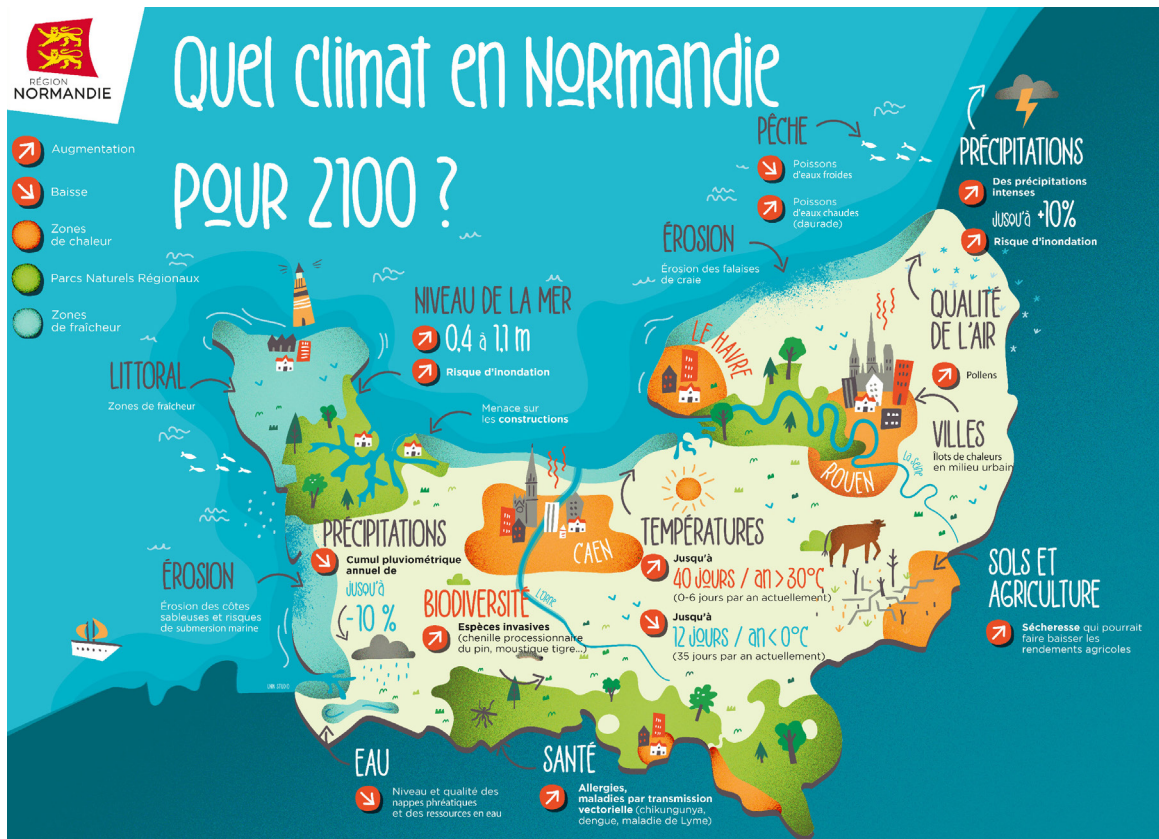 RÉGION
NORMANDIE
Quel climat en Normandie
pour 2100 ?
Augmentation
Baisse
Zones
de chaleur
Parcs Naturels Régionaux
Zones
de fraîcheur
PÊCHE
Poissons
d'eaux froides
Poissons
d'eaux chaudes
(daurade)
PRÉCIPITATIONS
Des précipitations
intenses
JUSQU'À +10%
Risque d'inondation
ÉROSION
Érosion des falaises
de craie
NIVEAU DE LA MER
0,4 à 1,1 m
Risque d'inondation
QUALITÉ
DE L'AIR
Pollens
LITTORAL
Zones de fraîcheur
Menace sur
les constructions
LE HAVRE
VILLES
Îlots de chaleurs
en milieu urbain
ROUEN
La Seine
CAEN
L'Orne
PRÉCIPITATIONS
Cumul pluviométrique
annuel de
JUSQU'À
-10 %
TEMPÉRATURES
Jusqu'à
40 JOURS / AN > 30°C
(0-6 jours par an actuellement)
Jusqu'à
12 JOURS / AN < 0°C
(35 jours par an actuellement)
ÉROSION
Érosion des côtes
sableuses et risques
de submersion marine
BIODIVERSITÉ
Espèces invasives
(chenille processionnaire
du pin, moustique tigre...)
SOLS ET
AGRICULTURE
Sécheresse qui pourrait
faire baisser les
rendements agricoles
EAU
Niveau et qualité des
nappes phréatiques
et des ressources en eau
SANTÉ
Allergies,
maladies par transmission
vectorielle (chikungunya,
dengue, maladie de Lyme)